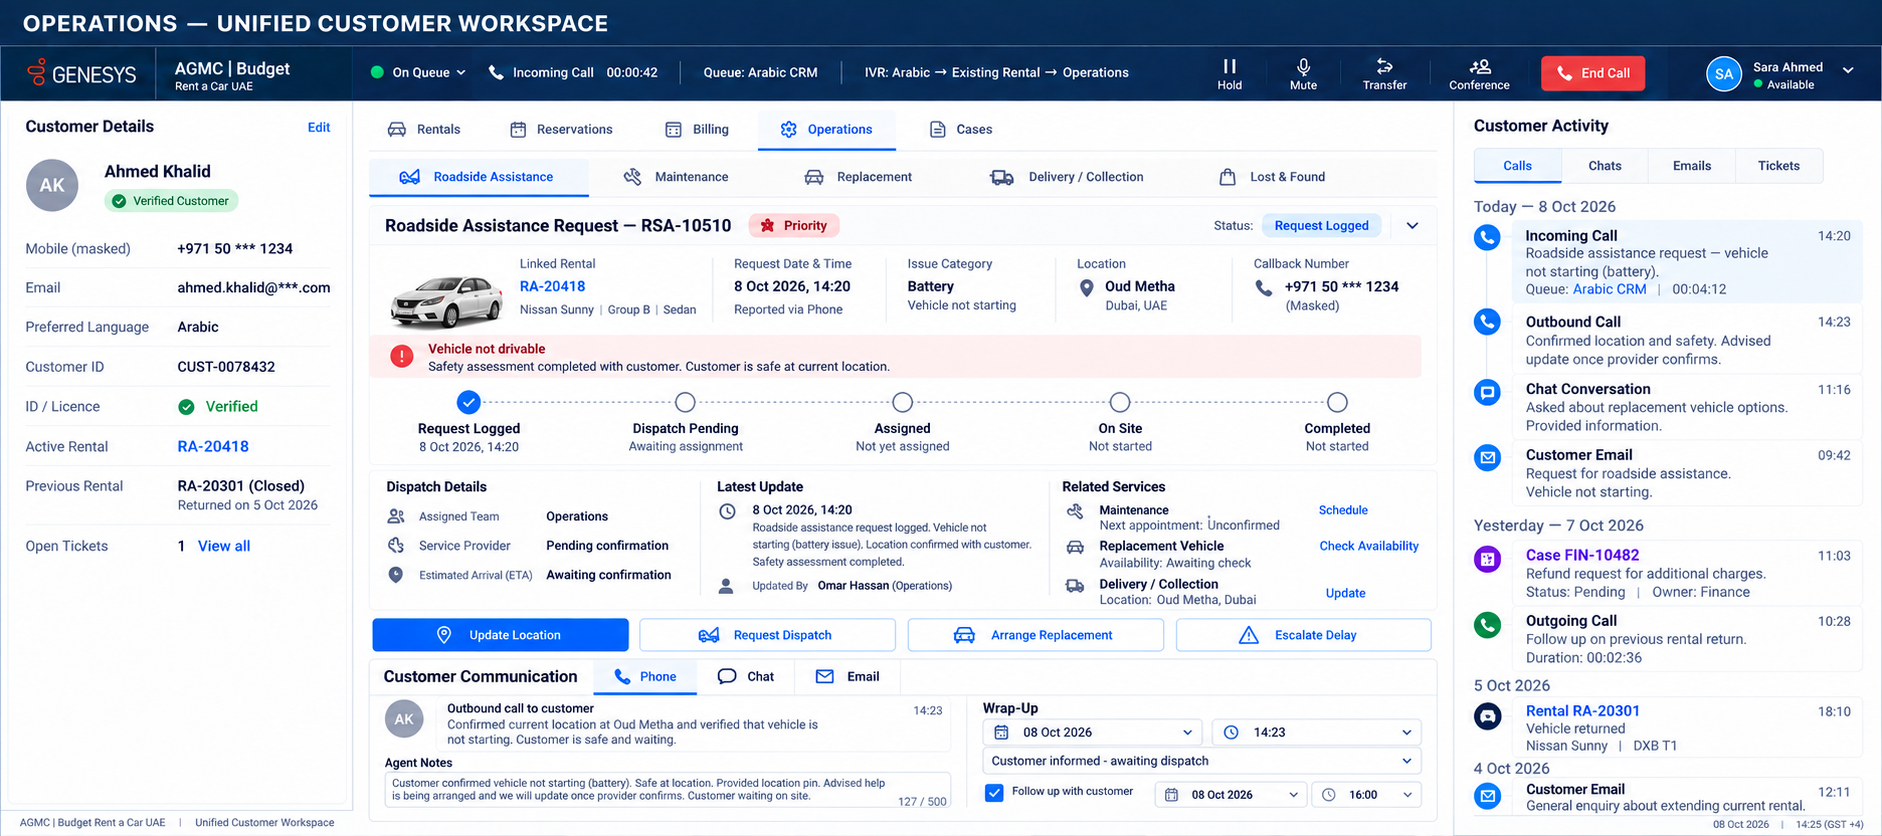 OPERATIONS — UNIFIED CUSTOMER WORKSPACE
GENESYS
AGMC | Budget
Rent a Car UAE
On Queue
Incoming Call 00:00:42
Queue: Arabic CRM
IVR: Arabic → Existing Rental → Operations
Hold
Mute
Transfer
Conference
End Call
SA
Sara Ahmed
Available
Customer Details
Edit
AK
Ahmed Khalid
Verified Customer
Mobile (masked) +971 50 *** 1234
Email ahmed.khalid@***.com
Preferred Language Arabic
Customer ID CUST-0078432
ID / Licence Verified
Active Rental RA-20418
Previous Rental RA-20301 (Closed)
Returned on 5 Oct 2026
Open Tickets 1 View all
AGMC | Budget Rent a Car UAE | Unified Customer Workspace
Rentals
Reservations
Billing
Operations
Cases
Roadside Assistance
Maintenance
Replacement
Delivery / Collection
Lost & Found
Roadside Assistance Request — RSA-10510
Priority
Status: Request Logged
Linked Rental
RA-20418
Nissan Sunny | Group B | Sedan
Request Date & Time
8 Oct 2026, 14:20
Reported via Phone
Issue Category
Battery
Vehicle not starting
Location
Oud Metha
Dubai, UAE
Callback Number
+971 50 *** 1234
(Masked)
Vehicle not drivable
Safety assessment completed with customer. Customer is safe at current location.
Request Logged
8 Oct 2026, 14:20
Dispatch Pending
Awaiting assignment
Assigned
Not yet assigned
On Site
Not started
Completed
Not started
Dispatch Details
Assigned Team Operations
Service Provider Pending confirmation
Estimated Arrival (ETA) Awaiting confirmation
Latest Update
8 Oct 2026, 14:20
Roadside assistance request logged. Vehicle not
starting (battery issue). Location confirmed with customer.
Safety assessment completed.
Updated By Omar Hassan (Operations)
Related Services
Maintenance Schedule
Next appointment: Unconfirmed
Replacement Vehicle Check Availability
Availability: Awaiting check
Delivery / Collection Update
Location: Oud Metha, Dubai
Update Location
Request Dispatch
Arrange Replacement
Escalate Delay
Customer Communication
Phone
Chat
Email
AK
Outbound call to customer 14:23
Confirmed current location at Oud Metha and verified that vehicle is
not starting. Customer is safe and waiting.
Agent Notes
Customer confirmed vehicle not starting (battery). Safe at location. Provided location pin. Advised help
is being arranged and we will update once provider confirms. Customer waiting on site.
127 / 500
Wrap-Up
08 Oct 2026
14:23
Customer informed - awaiting dispatch
Follow up with customer
08 Oct 2026
16:00
Customer Activity
Calls
Chats
Emails
Tickets
Today — 8 Oct 2026
Incoming Call 14:20
Roadside assistance request — vehicle
not starting (battery).
Queue: Arabic CRM | 00:04:12
Outbound Call 14:23
Confirmed location and safety. Advised
update once provider confirms.
Chat Conversation 11:16
Asked about replacement vehicle options.
Provided information.
Customer Email 09:42
Request for roadside assistance.
Vehicle not starting.
Yesterday — 7 Oct 2026
Case FIN-10482 11:03
Refund request for additional charges.
Status: Pending | Owner: Finance
Outgoing Call 10:28
Follow up on previous rental return.
Duration: 00:02:36
5 Oct 2026
Rental RA-20301 18:10
Vehicle returned
Nissan Sunny | DXB T1
4 Oct 2026
Customer Email 12:11
General enquiry about extending current rental.
08 Oct 2026 | 14:25 (GST +4)